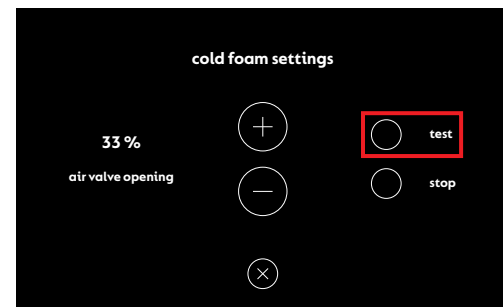 cold foam settings
33 %
air valve opening
test
stop